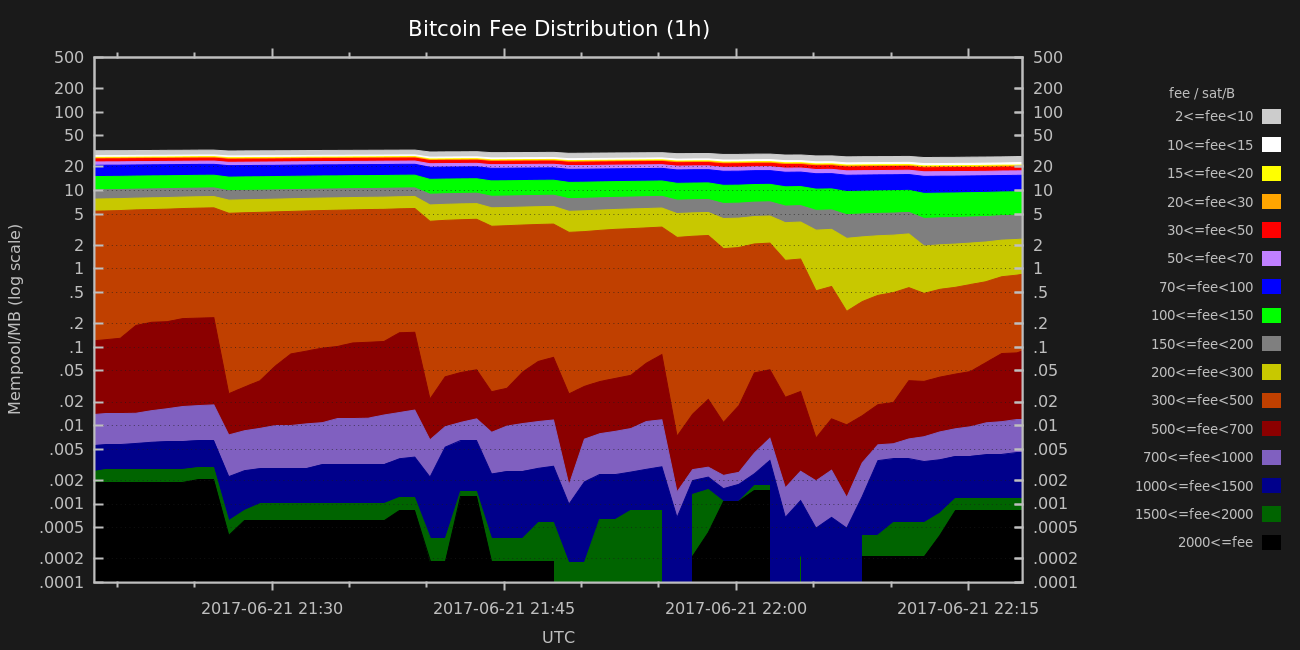 Bitcoin Fee Distribution (1h)
Mempool/MB (log scale)
500
200
100
50
20
10
5
2
1
.5
.2
.1
.05
.02
.01
.005
.002
.001
.0005
.0002
.0001
500
200
100
50
20
10
5
2
1
.5
.2
.1
.05
.02
.01
.005
.002
.001
.0005
.0002
.0001
fee / sat/B
2<=fee<10
10<=fee<15
15<=fee<20
20<=fee<30
30<=fee<50
50<=fee<70
70<=fee<100
100<=fee<150
150<=fee<200
200<=fee<300
300<=fee<500
500<=fee<700
700<=fee<1000
1000<=fee<1500
1500<=fee<2000
2000<=fee
2017-06-21 21:30 2017-06-21 21:45 2017-06-21 22:00 2017-06-21 22:15
UTC